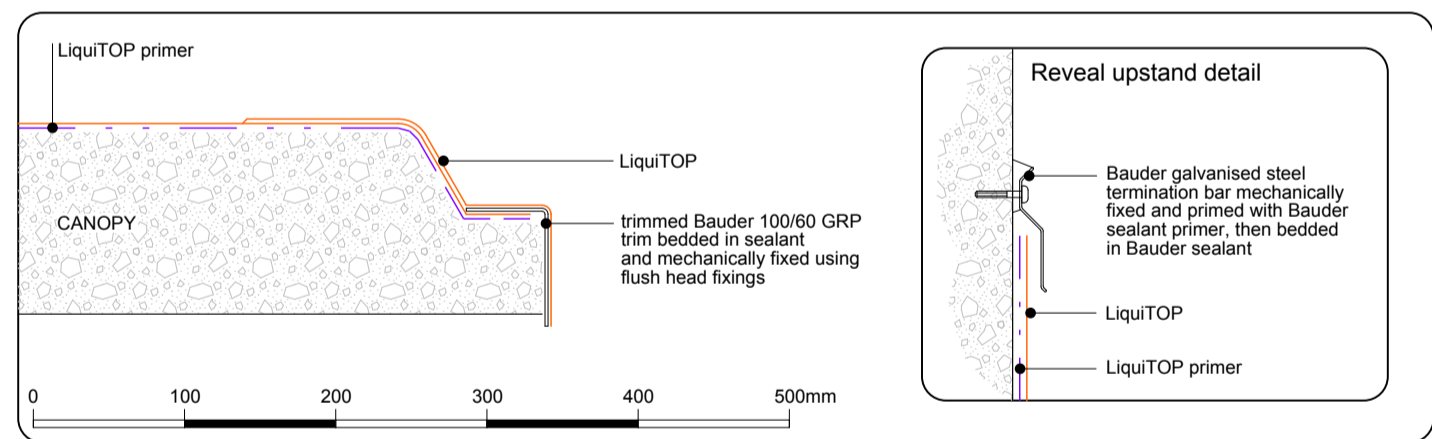 LiquiTOP primer
CANOPY
LiquiTOP
trimmed Bauder 100/60 GRP
trim bedded in sealant
and mechanically fixed using
flush head fixings
0 100 200 300 400 500mm
Reveal upstand detail
Bauder galvanised steel
termination bar mechanically
fixed and primed with Bauder
sealant primer, then bedded
in Bauder sealant
LiquiTOP
LiquiTOP primer